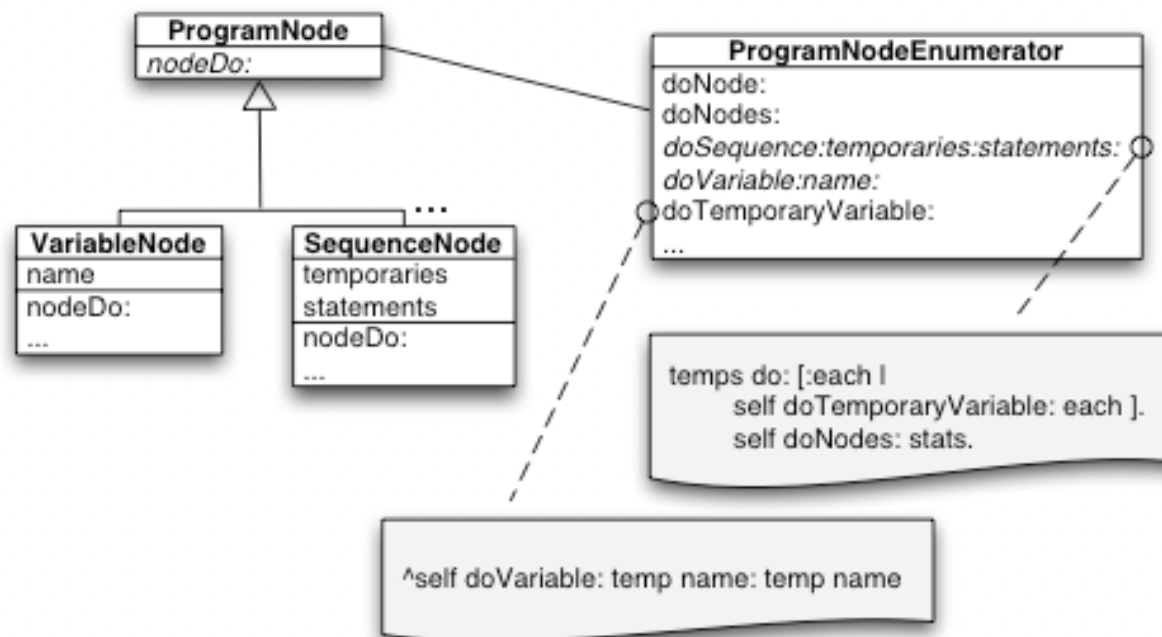 ProgramNode
nodeDo:
ProgramNodeEnumerator
doNode:
doNodes:
doSequence:temporaries:statements:
doVariable:name:
doTemporaryVariable:
...
...
VariableNode
name
nodeDo:
...
SequenceNode
temporaries
statements
nodeDo:
...
temps do: [:each |
self doTemporaryVariable: each ].
self doNodes: stats.
^self doVariable: temp name: temp name